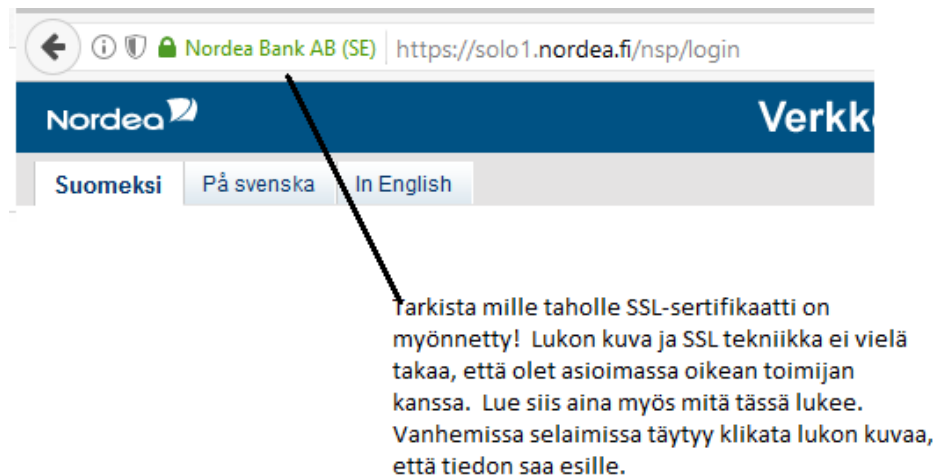 Nordea Bank AB (SE) https://solo1.nordea.fi/nsp/login
Nordea Verkk
Suomeksi På svenska In English
Tarkista mille taholle SSL-sertifikaatti on
myönnetty! Lukon kuva ja SSL tekniikka ei vielä
takaa, että olet asioimassa oikean toimijan
kanssa. Lue siis aina myös mitä tässä lukee.
Vanhemissa selaimissa täytyy klikata lukon kuvaa,
että tiedon saa esille.